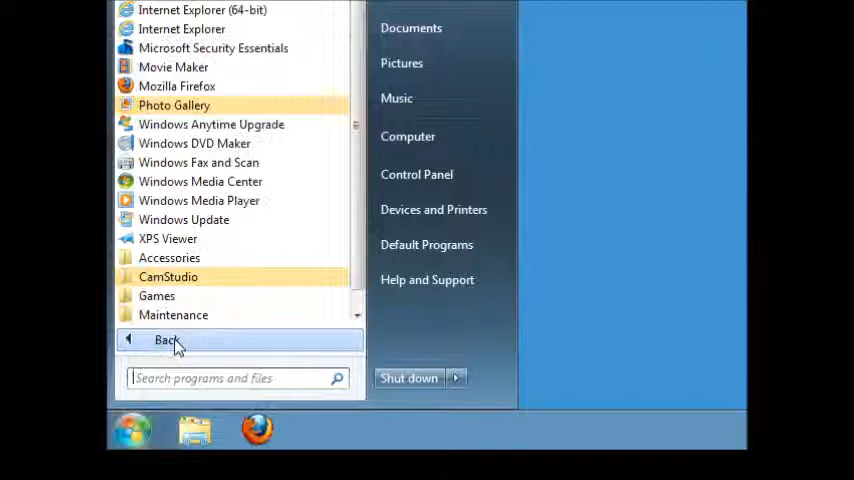 Internet Explorer (64-bit)
Internet Explorer
Microsoft Security Essentials
Movie Maker
Mozilla Firefox
Photo Gallery
Windows Anytime Upgrade
Windows DVD Maker
Windows Fax and Scan
Windows Media Center
Windows Media Player
Windows Update
XPS Viewer
Accessories
CamStudio
Games
Maintenance
Back
Search programs and files
Documents
Pictures
Music
Computer
Control Panel
Devices and Printers
Default Programs
Help and Support
Shut down